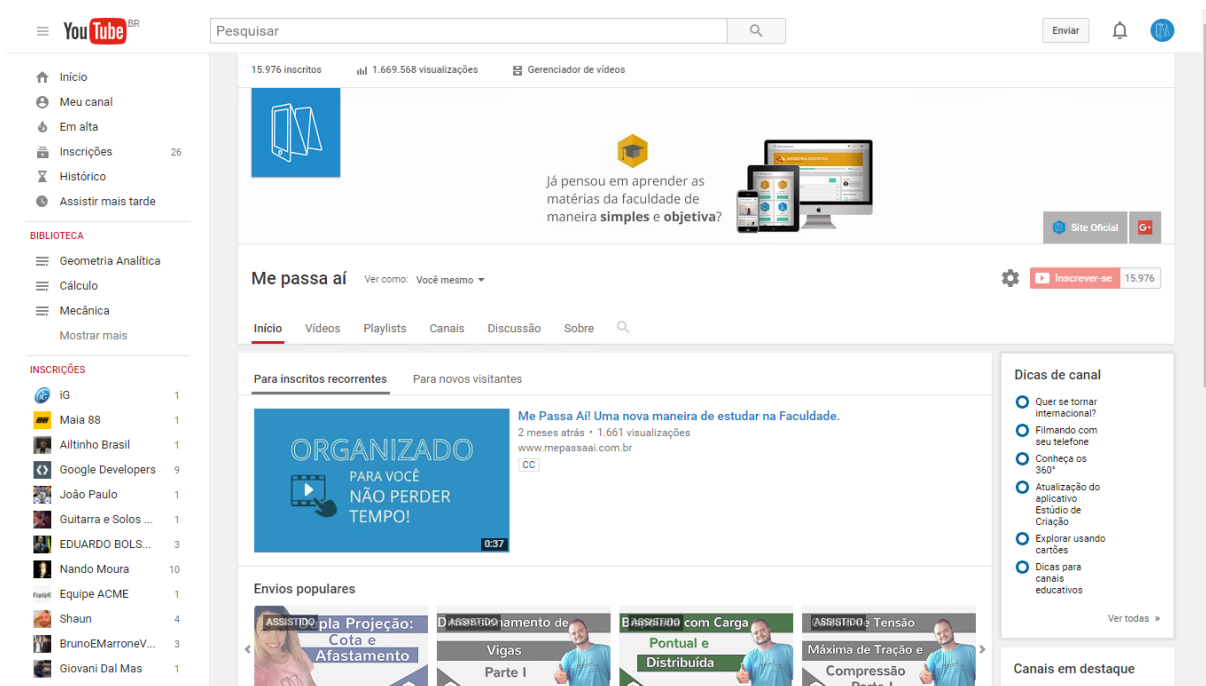 YouTube BR
Pesquisar
Enviar
Início
Meu canal
Em alta
Inscrições 26
Histórico
Assistir mais tarde
BIBLIOTECA
Geometria Analítica
Cálculo
Mecânica
Mostrar mais
INSCRIÇÕES
iG 1
Maia 88 1
Ailtinho Brasil 1
Google Developers 9
João Paulo 1
Guitarra e Solos ... 1
EDUARDO BOLS... 3
Nando Moura 10
Equipe ACME 1
Shaun 4
BrunoEMarroneV... 3
Giovani Dal Mas 1
15.976 inscritos 1.669.568 visualizações Gerenciador de vídeos
Já pensou em aprender as
matérias da faculdade de
maneira simples e objetiva?
Site Oficial G+
Me passa aí Ver como: Você mesmo
Inscrever-se 15.976
Início Vídeos Playlists Canais Discussão Sobre
Para inscritos recorrentes Para novos visitantes
ORGANIZADO
PARA VOCÊ
NÃO PERDER
TEMPO!
0:37
Me Passa Aí! Uma nova maneira de estudar na Faculdade.
2 meses atrás • 1.661 visualizações
www.mepassaai.com.br
CC
Envios populares
ASSISTIDO pla Projeção:
Cota e
Afastamento
ASSISTIDO namento de
Vigas
Parte I
ASSISTIDO com Carga
Pontual e
Distribuída
ASSISTIDO e Tensão
Máxima de Tração e
Compressão
Parte I
Dicas de canal
Quer se tornar
internacional?
Filmando com
seu telefone
Conheça os
360°
Atualização do
aplicativo
Estúdio de
Criação
Explorar usando
cartões
Dicas para
canais
educativos
Ver todas »
Canais em destaque